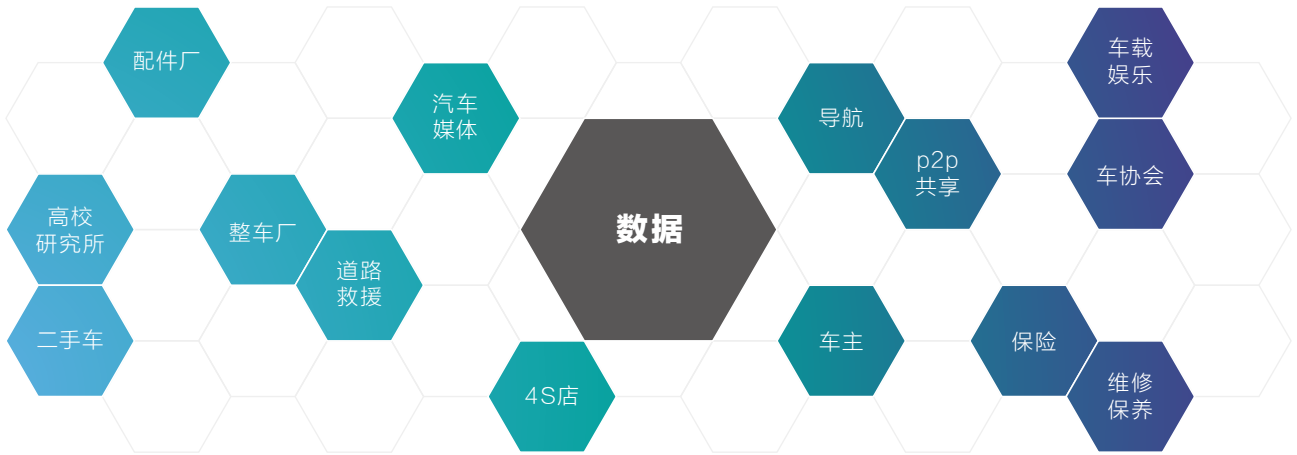 配件厂
汽车
媒体
导航
车载
娱乐
p2p
共享
车协会
高校
研究所
整车厂
数据
道路
救援
二手车
车主
保险
4S店
维修
保养